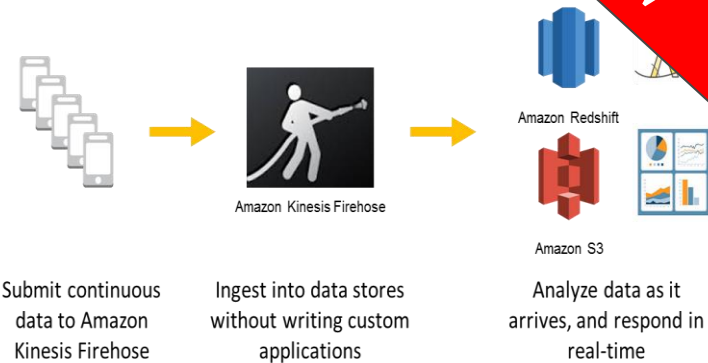 Amazon Redshift
Amazon Kinesis Firehose
Amazon S3
Submit continuous
data to Amazon
Kinesis Firehose
Ingest into data stores
without writing custom
applications
Analyze data as it
arrives, and respond in
real-time